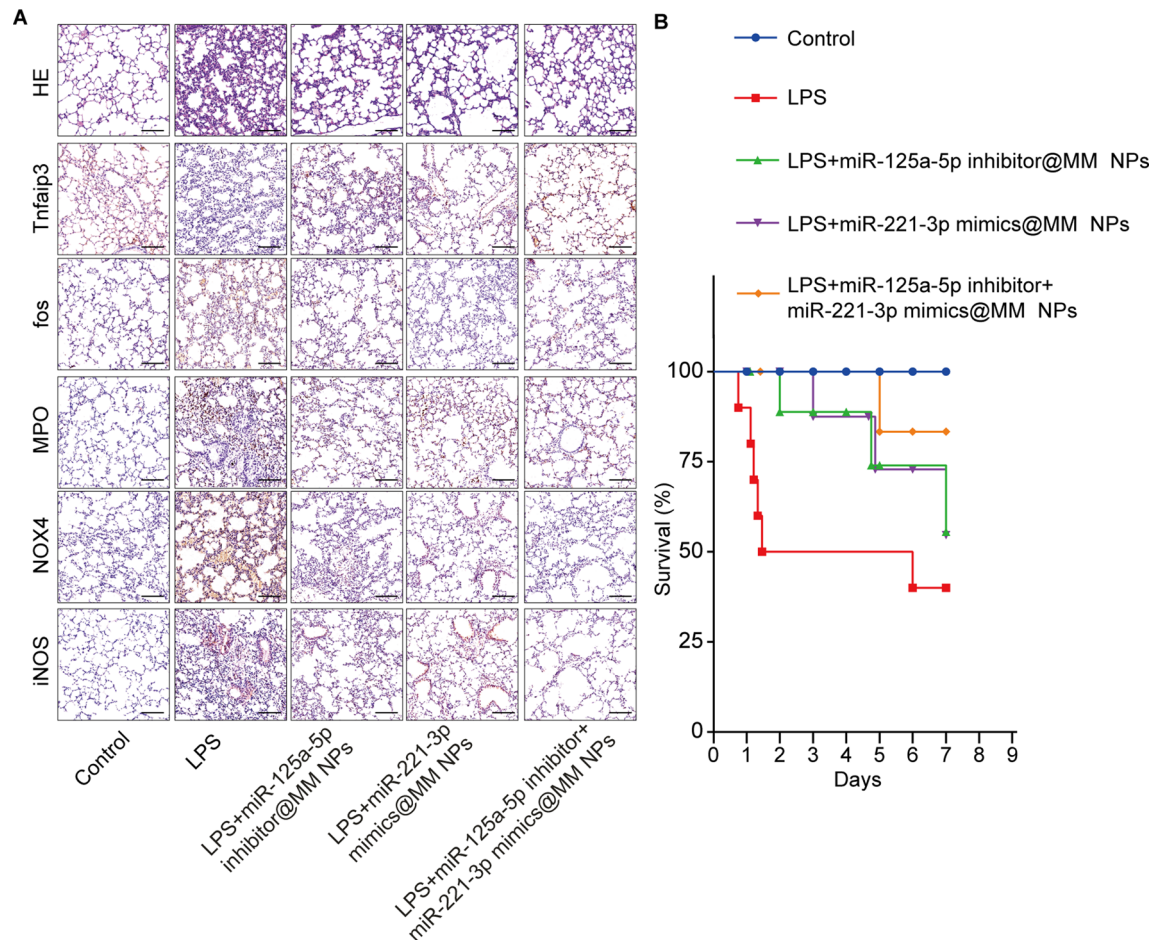 A
HE
Tnfaip3
fos
MPO
NOX4
iNOS
Control
LPS
LPS+miR-125a-5p
inhibitor@MM NPs
LPS+miR-221-3p
mimics@MM NPs
LPS+miR-125a-5p inhibitor+
miR-221-3p mimics@MM NPs
B
Control
LPS
LPS+miR-125a-5p inhibitor@MM NPs
LPS+miR-221-3p mimics@MM NPs
LPS+miR-125a-5p inhibitor+
miR-221-3p mimics@MM NPs
Survival (%)
100
75
50
25
0
0 1 2 3 4 5 6 7 8 9
Days